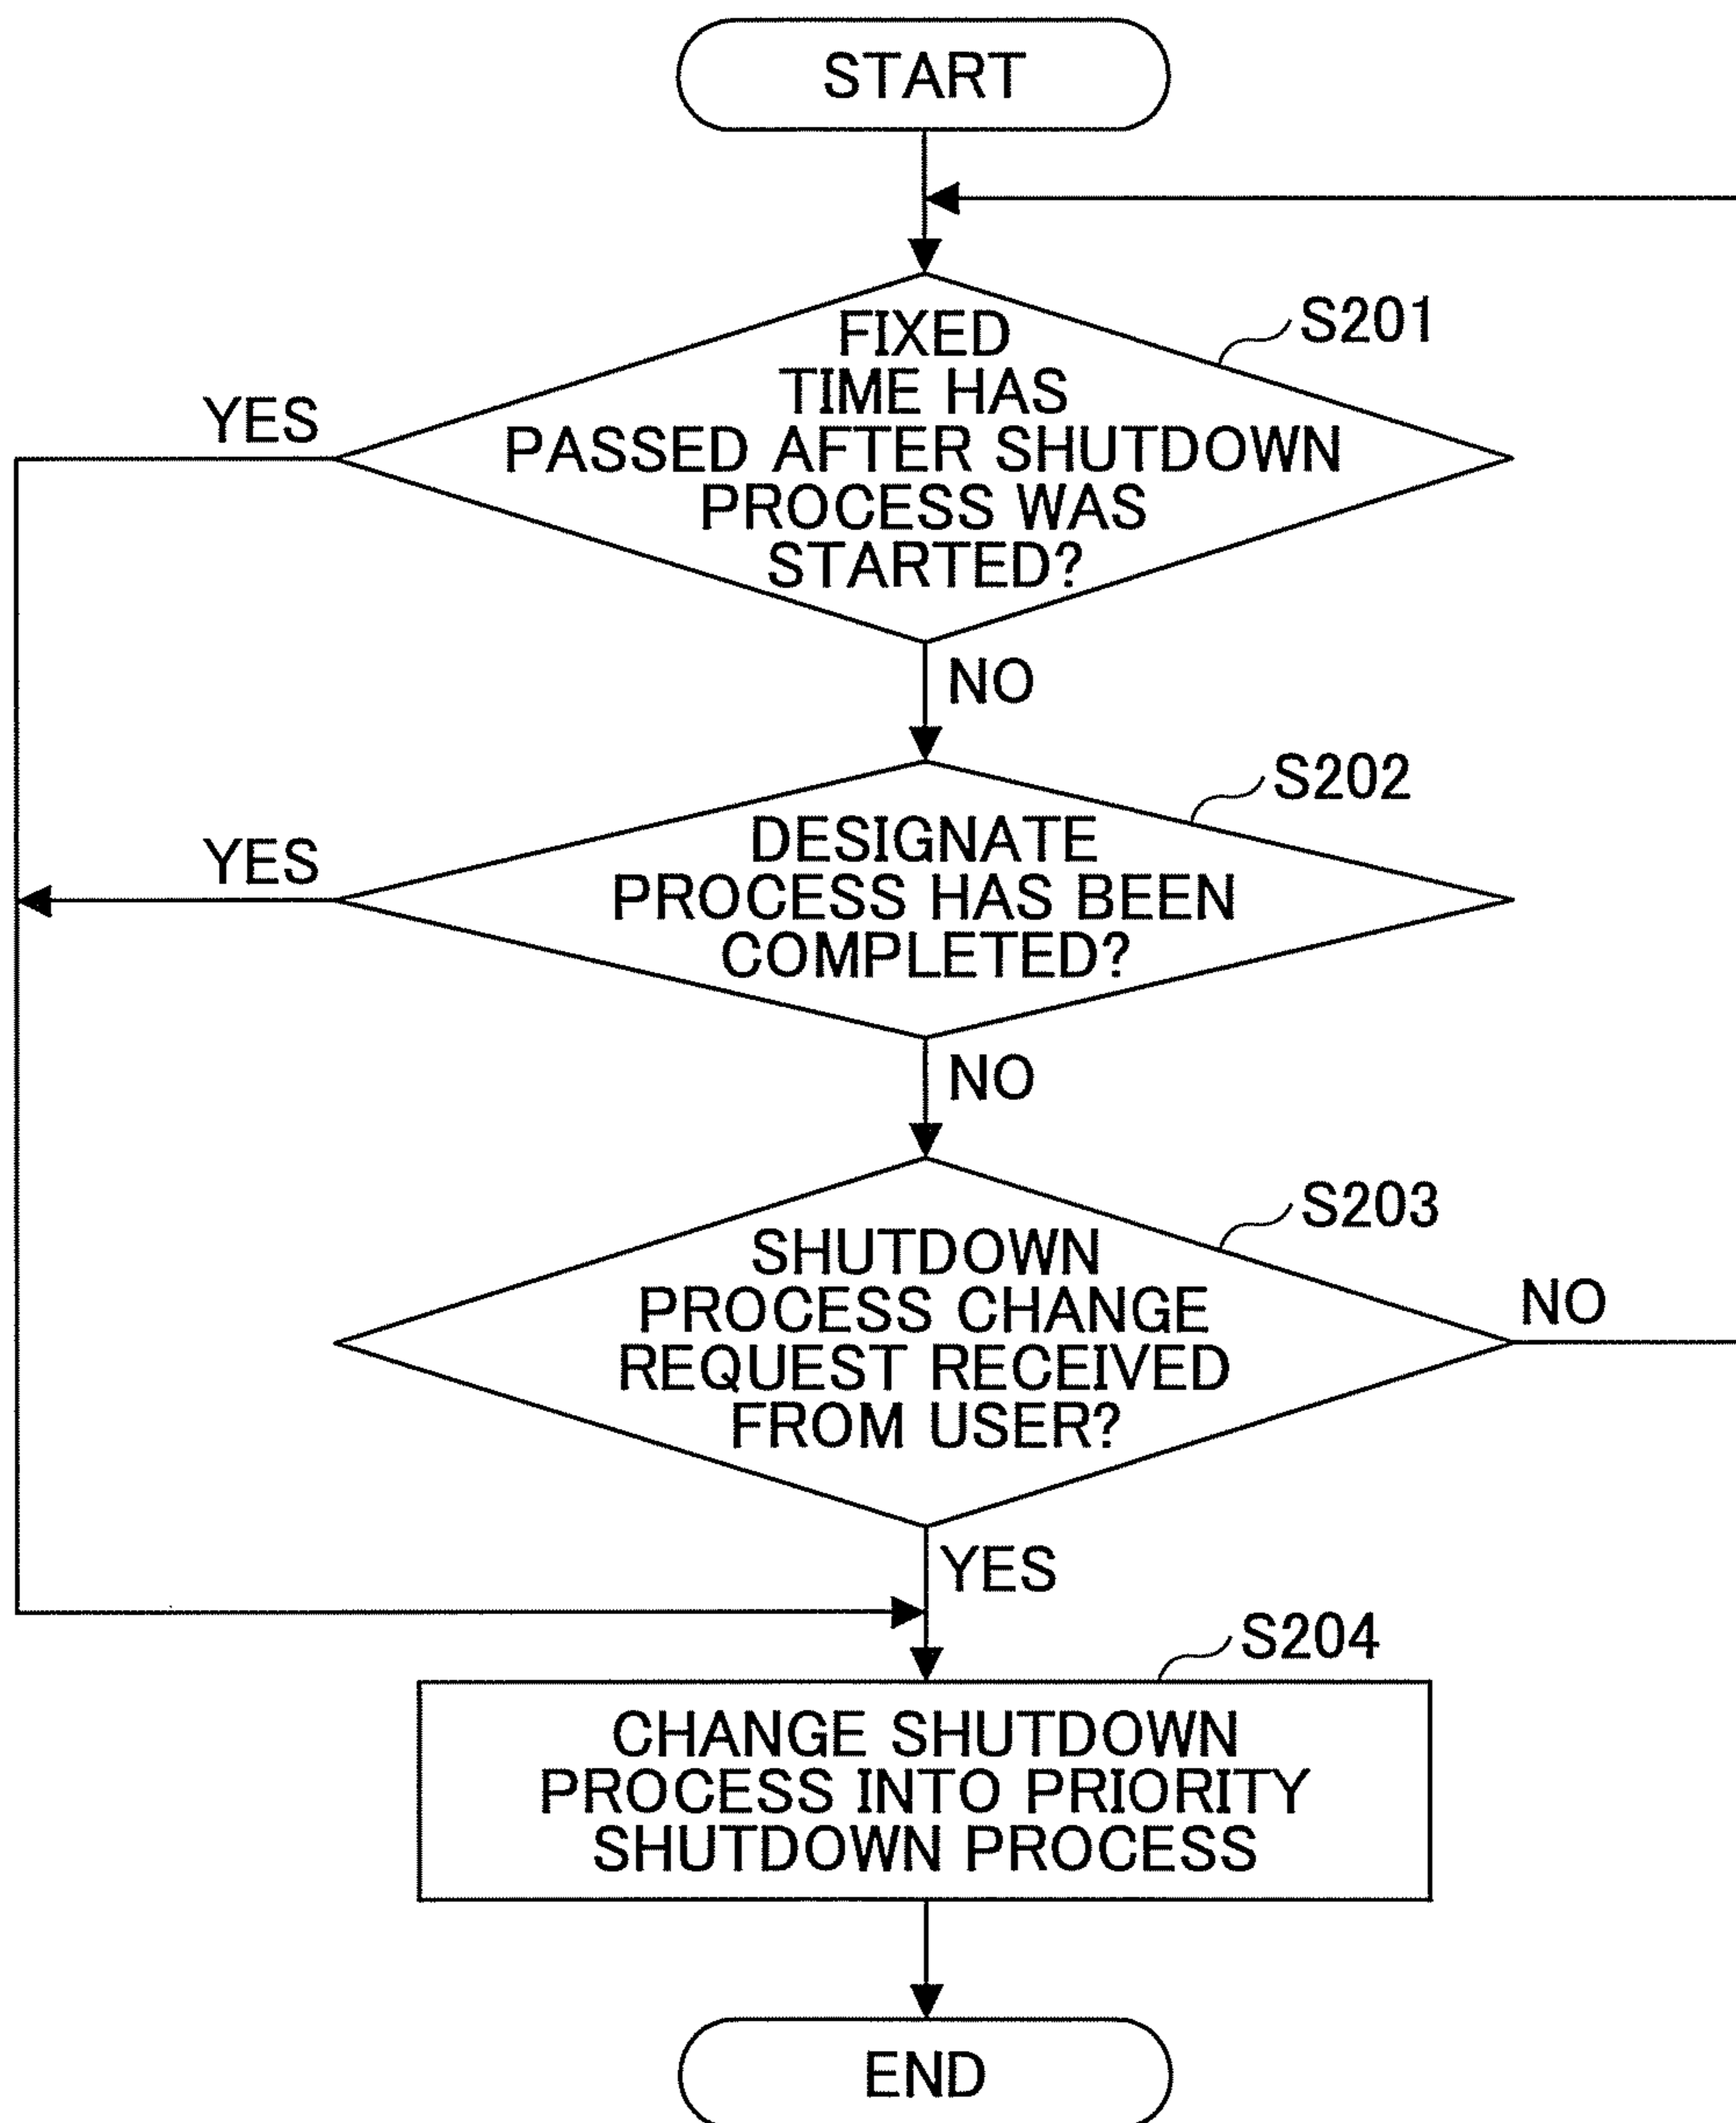 START
S201
FIXED
TIME HAS
PASSED AFTER SHUTDOWN
PROCESS WAS
STARTED?
YES
NO
S202
DESIGNATE
PROCESS HAS BEEN
COMPLETED?
YES
NO
S203
SHUTDOWN
PROCESS CHANGE
REQUEST RECEIVED
FROM USER?
NO
YES
S204
CHANGE SHUTDOWN
PROCESS INTO PRIORITY
SHUTDOWN PROCESS
END